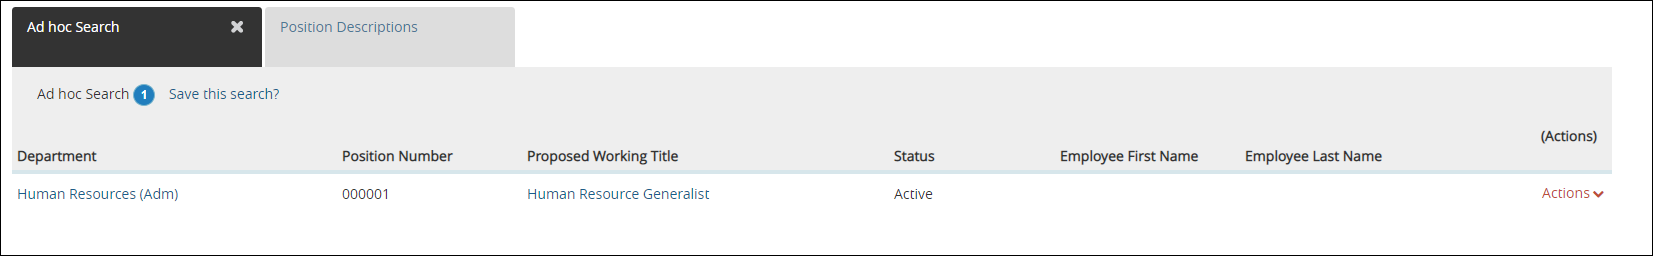 Ad hoc Search
Position Descriptions
Ad hoc Search 1 Save this search?
(Actions)
Department Position Number Proposed Working Title Status Employee First Name Employee Last Name
Human Resources (Adm) 000001 Human Resource Generalist Active Actions